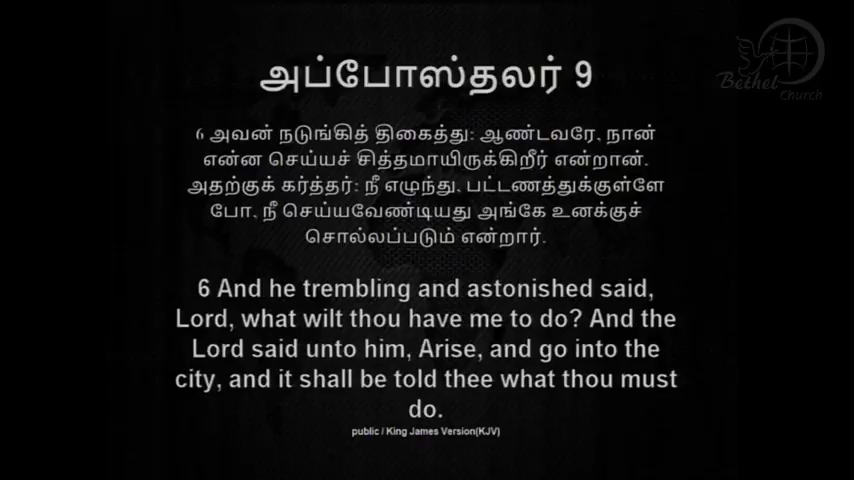 Bethel
Church
அப்போஸ்தலர் 9
6 அவன் நடுங்கித் திகைத்து: ஆண்டவரே, நான்
என்ன செய்யச் சித்தமாயிருக்கிறீர் என்றான்.
அதற்குக் கர்த்தர்: நீ எழுந்து, பட்டணத்துக்குள்ளே
போ, நீ செய்யவேண்டியது அங்கே உனக்குச்
சொல்லப்படும் என்றார்.
6 And he trembling and astonished said,
Lord, what wilt thou have me to do? And the
Lord said unto him, Arise, and go into the
city, and it shall be told thee what thou must
do.
public / King James Version(KJV)